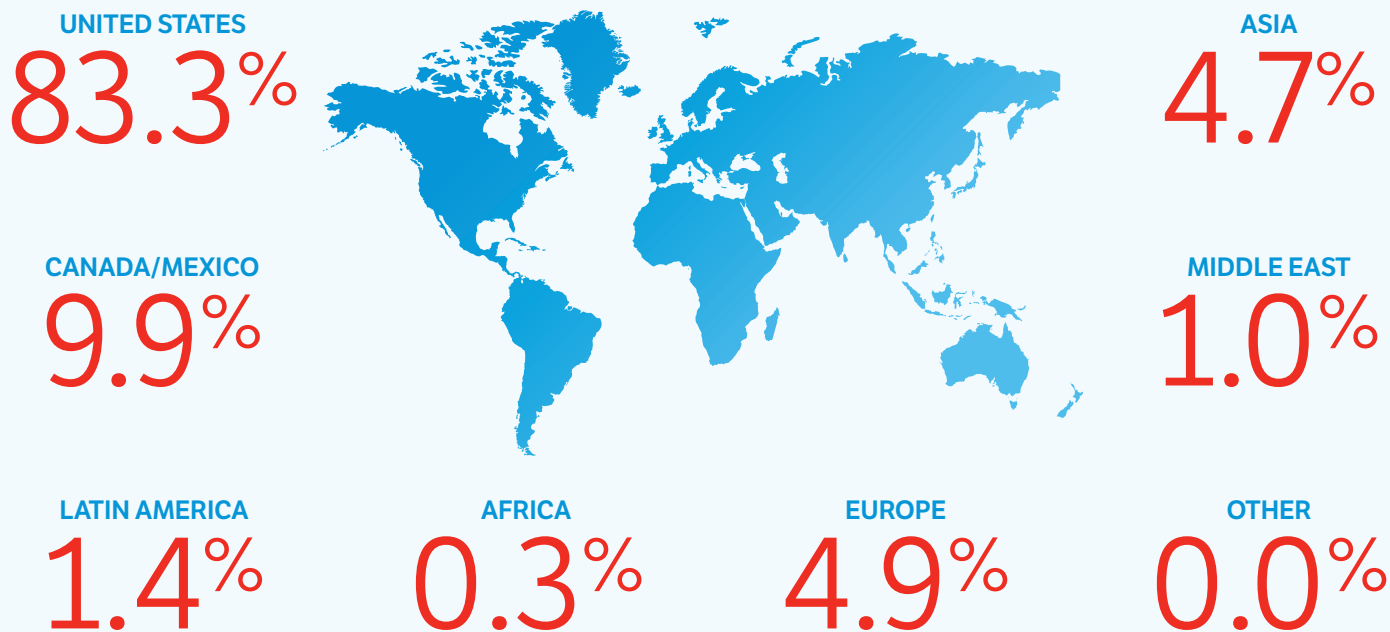 UNITED STATES
83.3%
ASIA
4.7%
CANADA/MEXICO
9.9%
MIDDLE EAST
1.0%
LATIN AMERICA
1.4%
AFRICA
0.3%
EUROPE
4.9%
OTHER
0.0%